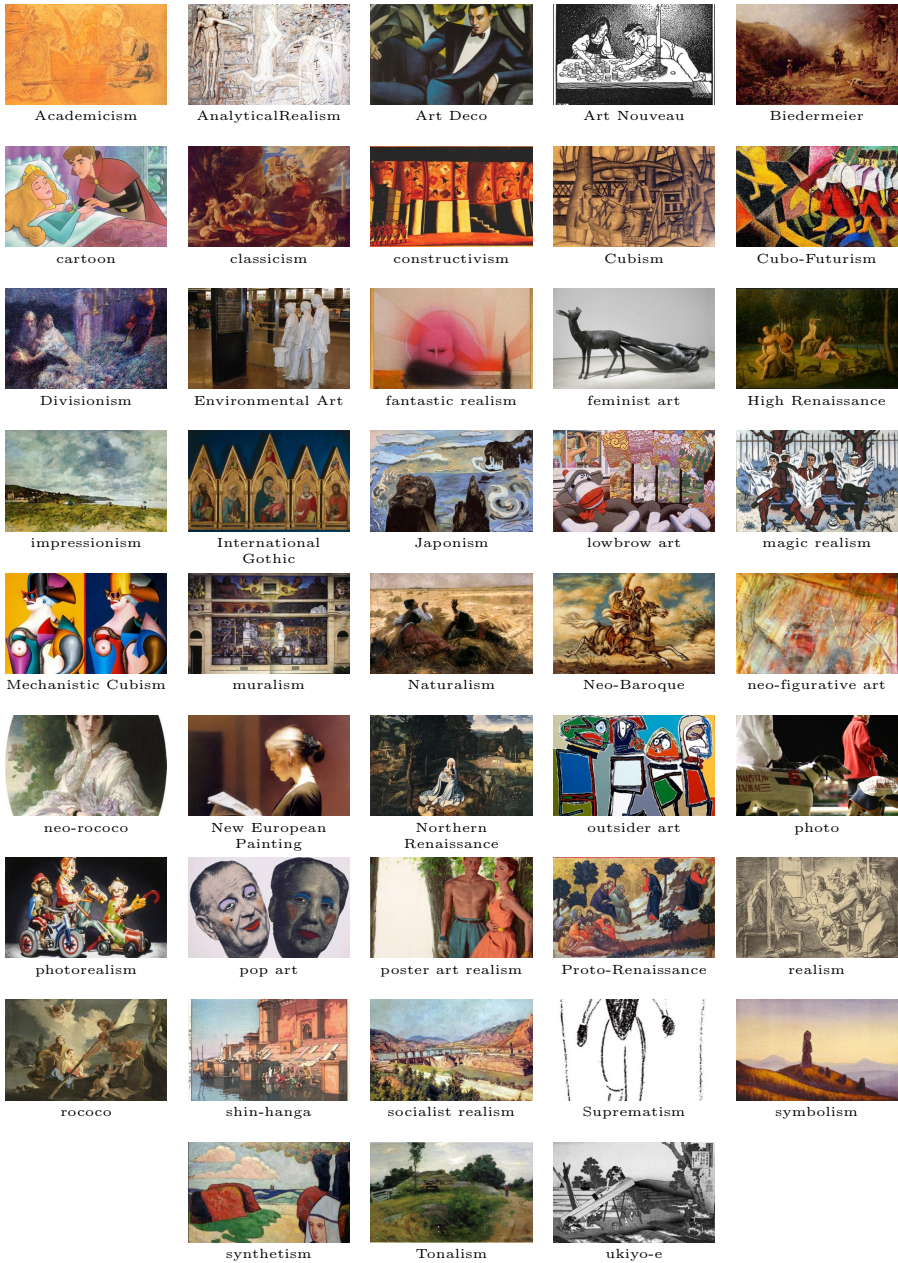 Academicism
AnalyticalRealism
Art Deco
Art Nouveau
Biedermeier
cartoon
classicism
constructivism
Cubism
Cubo-Futurism
Divisionism
Environmental Art
fantastic realism
feminist art
High Renaissance
impressionism
International
Gothic
Japonism
lowbrow art
magic realism
Mechanistic Cubism
muralism
Naturalism
Neo-Baroque
neo-figurative art
neo-rococo
New European
Painting
Northern
Renaissance
outsider art
photo
photorealism
pop art
poster art realism
Proto-Renaissance
realism
rococo
shin-hanga
socialist realism
Suprematism
symbolism
synthetism
Tonalism
ukiyo-e